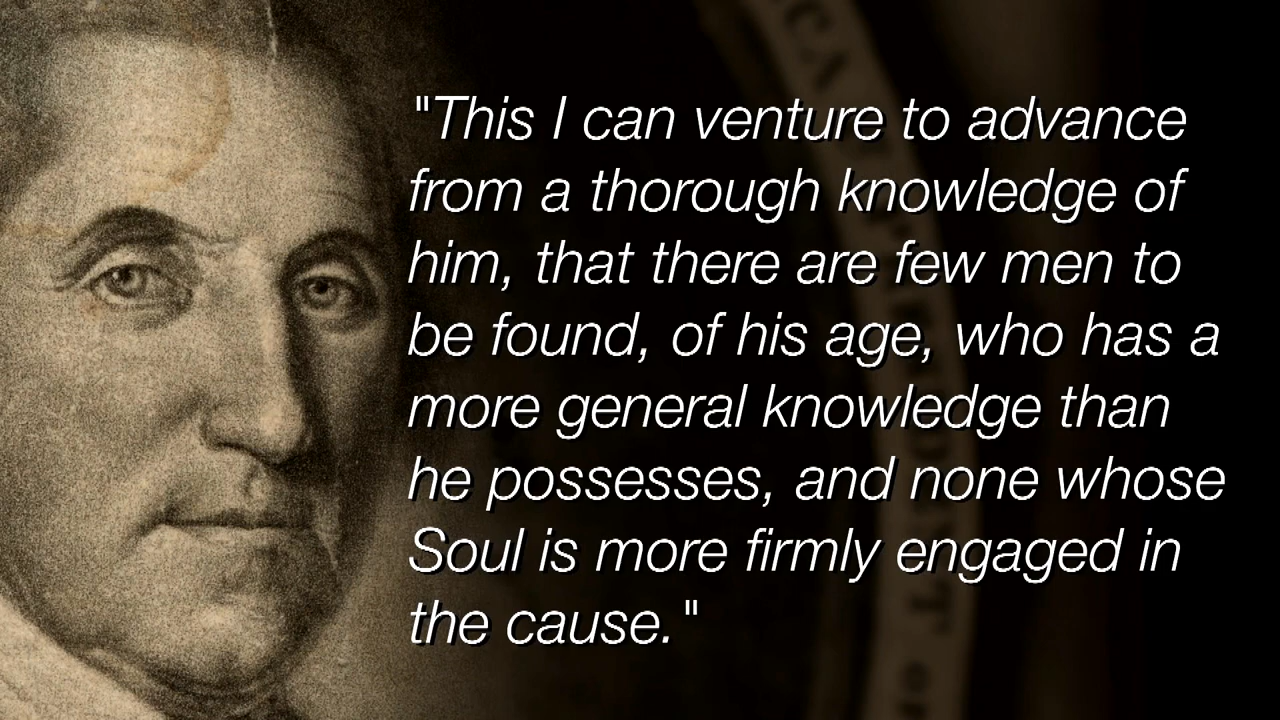 "This I can venture to advance
from a thorough knowledge of
him, that there are few men to
be found, of his age, who has a
more general knowledge than
he possesses, and none whose
Soul is more firmly engaged in
the cause."